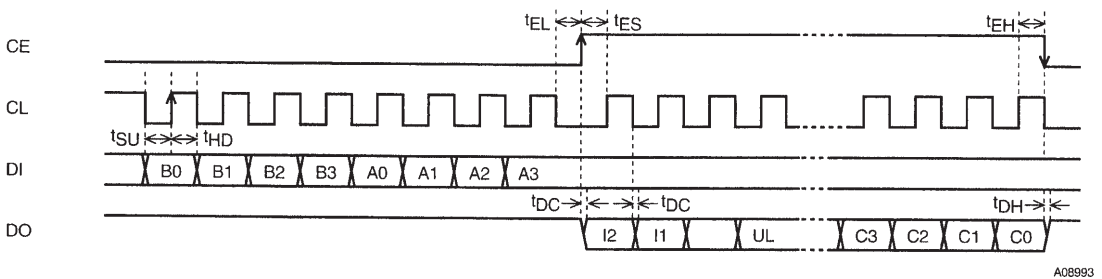 tEL tES tEH
CE
CL
tSU tHD
DI B0 B1 B2 B3 A0 A1 A2 A3
tDC tDC tDH
DO I2 I1 UL C3 C2 C1 C0
A08993